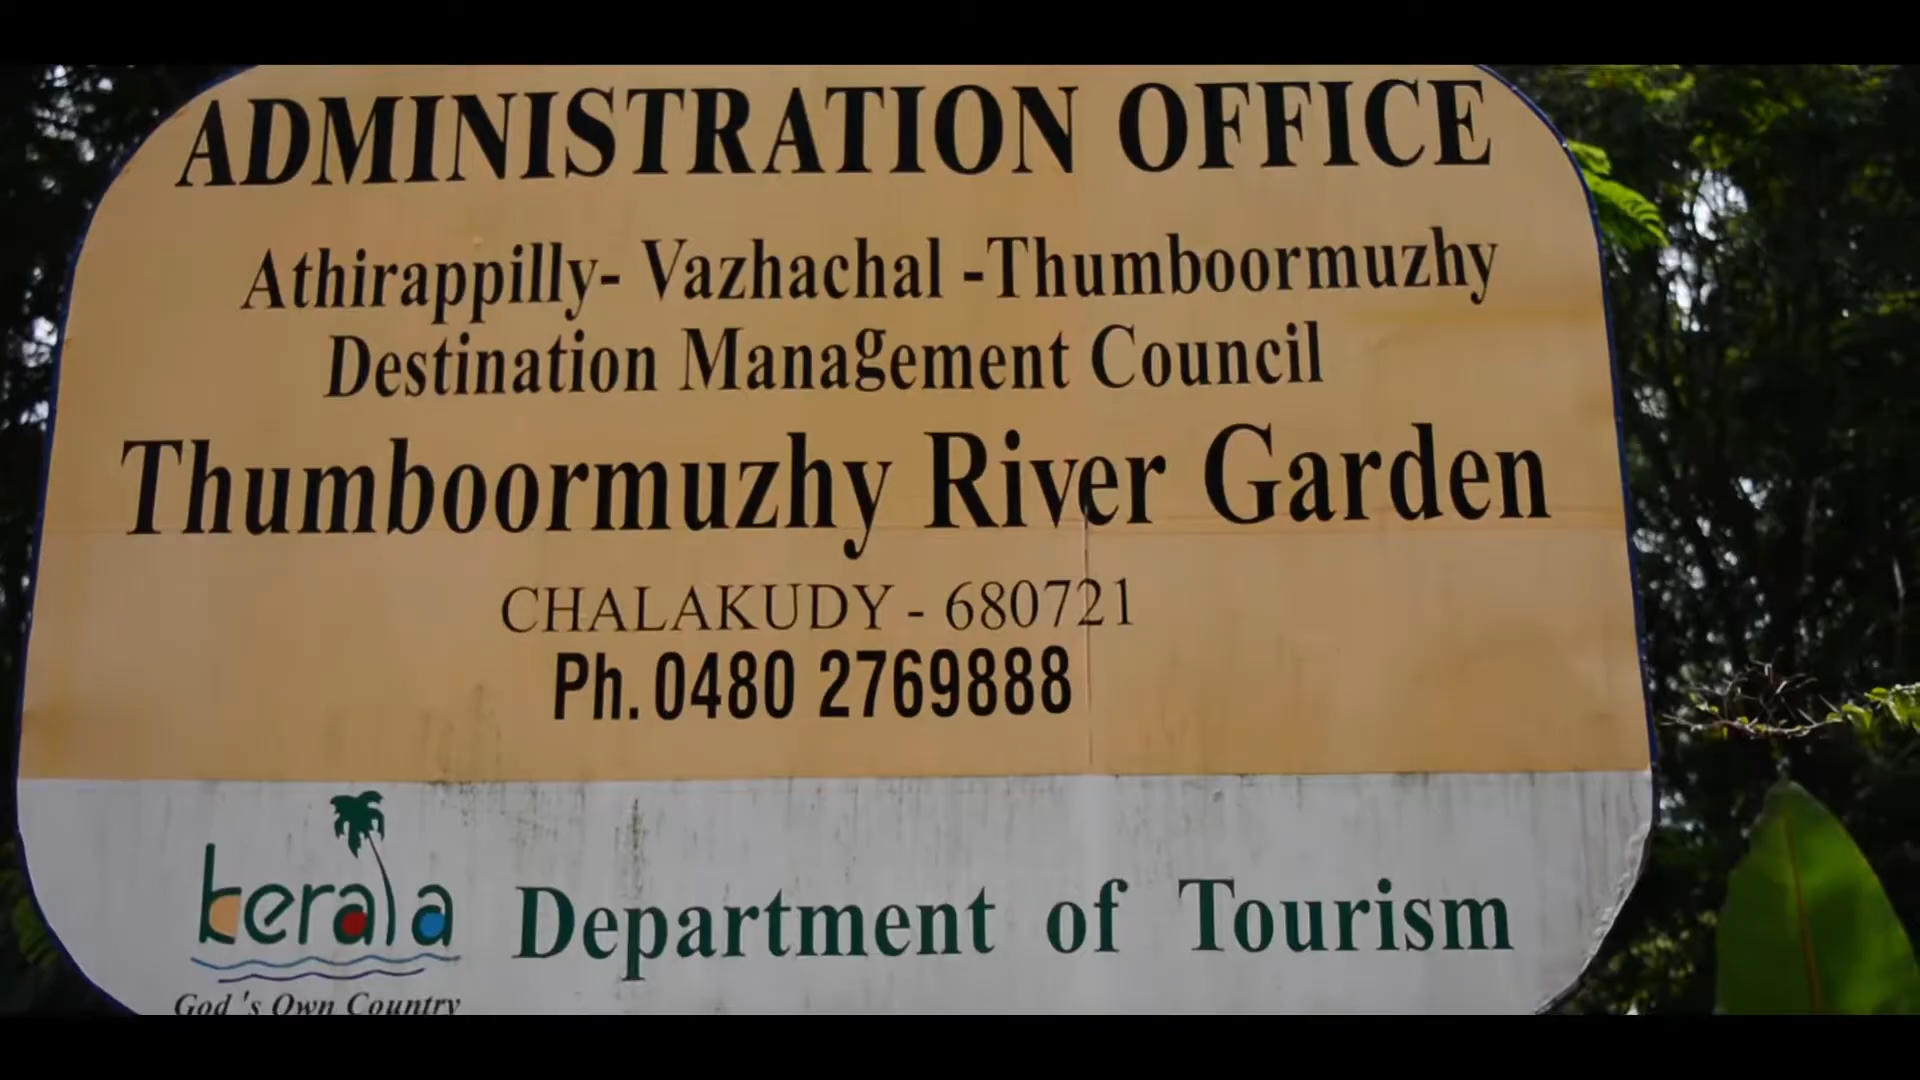 ADMINISTRATION OFFICE
Athirappilly- Vazhachal -Thumboormuzhy
Destination Management Council
Thumboormuzhy River Garden
CHALAKUDY - 680721
Ph. 0480 2769888
kerala
God's Own Country
Department of Tourism